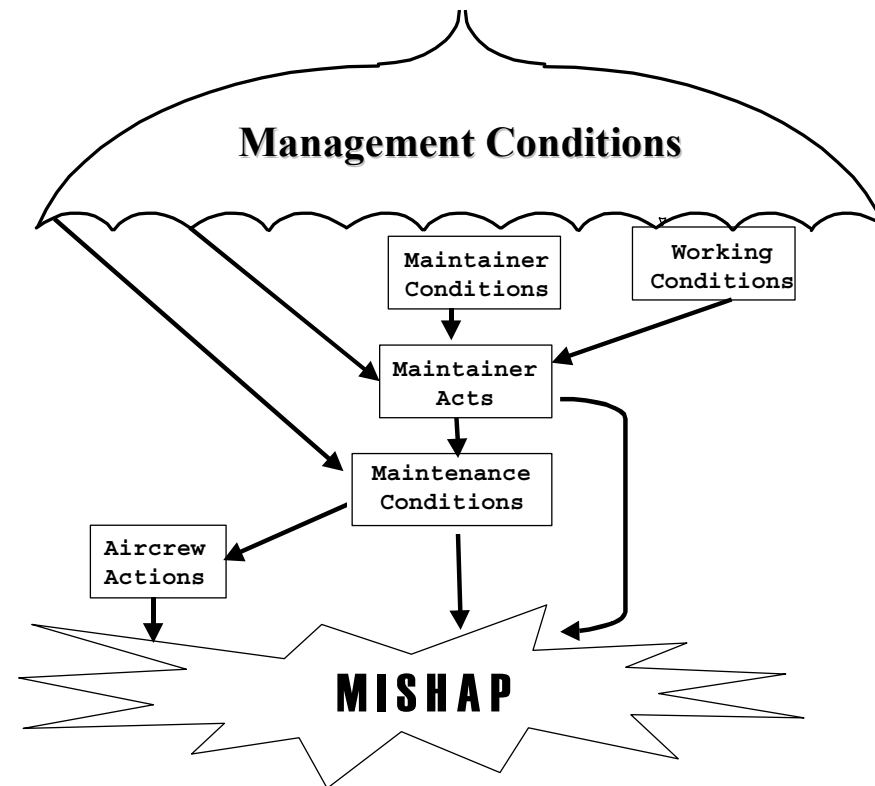 Management Conditions
Maintainer
Conditions
Working
Conditions
Maintainer
Acts
Maintenance
Conditions
Aircrew
Actions
MISHAP